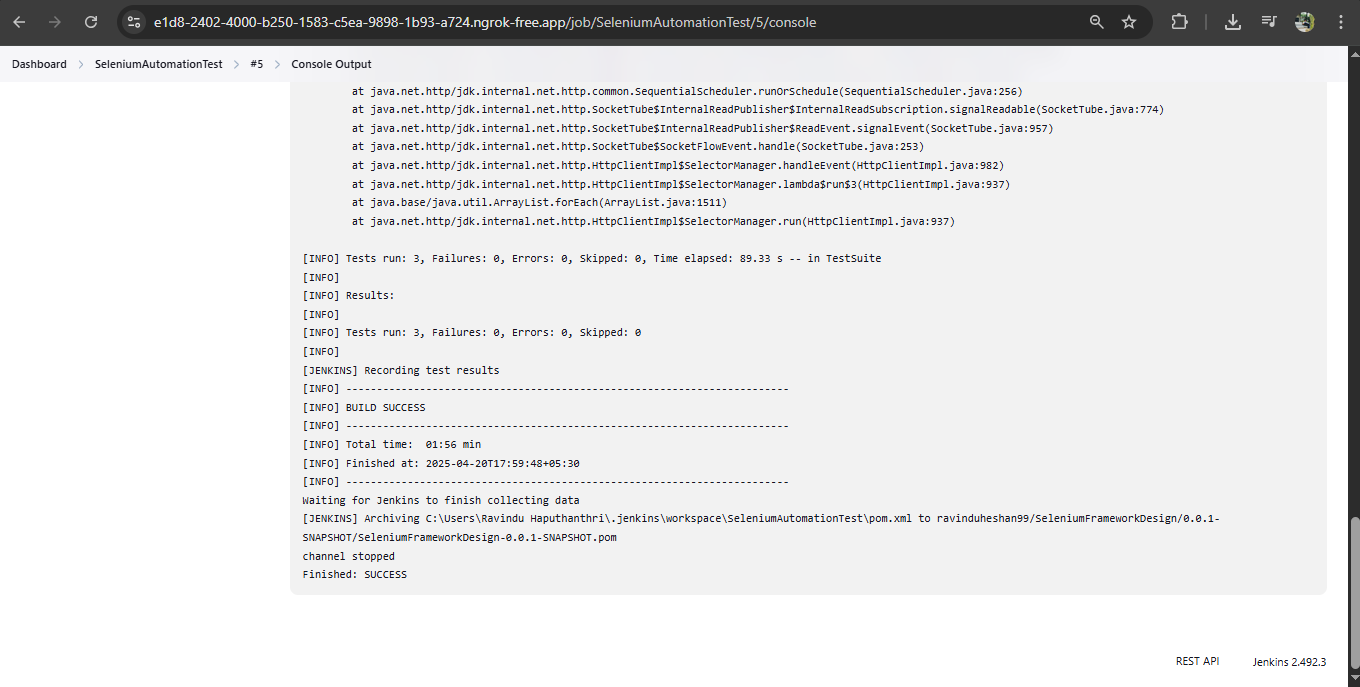 e1d8-2402-4000-b250-1583-c5ea-9898-1b93-a724.ngrok-free.app/job/SeleniumAutomationTest/5/console
Dashboard > SeleniumAutomationTest > #5 > Console Output
at java.net.http/jdk.internal.net.http.common.SequentialScheduler.runOrSchedule(SequentialScheduler.java:256)
at java.net.http/jdk.internal.net.http.SocketTube$InternalReadPublisher$InternalReadSubscription.signalReadable(SocketTube.java:774)
at java.net.http/jdk.internal.net.http.SocketTube$InternalReadPublisher$ReadEvent.signalEvent(SocketTube.java:957)
at java.net.http/jdk.internal.net.http.SocketTube$SocketFlowEvent.handle(SocketTube.java:253)
at java.net.http/jdk.internal.net.http.HttpClientImpl$SelectorManager.handleEvent(HttpClientImpl.java:982)
at java.net.http/jdk.internal.net.http.HttpClientImpl$SelectorManager.lambda$run$3(HttpClientImpl.java:937)
at java.base/java.util.ArrayList.forEach(ArrayList.java:1511)
at java.net.http/jdk.internal.net.http.HttpClientImpl$SelectorManager.run(HttpClientImpl.java:937)
[INFO] Tests run: 3, Failures: 0, Errors: 0, Skipped: 0, Time elapsed: 89.33 s -- in TestSuite
[INFO]
[INFO] Results:
[INFO]
[INFO] Tests run: 3, Failures: 0, Errors: 0, Skipped: 0
[INFO]
[JENKINS] Recording test results
[INFO] ------------------------------------------------------------------------
[INFO] BUILD SUCCESS
[INFO] ------------------------------------------------------------------------
[INFO] Total time:  01:56 min
[INFO] Finished at: 2025-04-20T17:59:48+05:30
[INFO] ------------------------------------------------------------------------
Waiting for Jenkins to finish collecting data
[JENKINS] Archiving C:\Users\Ravindu Haputhanthri\.jenkins\workspace\SeleniumAutomationTest\pom.xml to ravinduheshan99/SeleniumFrameworkDesign/0.0.1-
SNAPSHOT/SeleniumFrameworkDesign-0.0.1-SNAPSHOT.pom
channel stopped
Finished: SUCCESS
REST API Jenkins 2.492.3